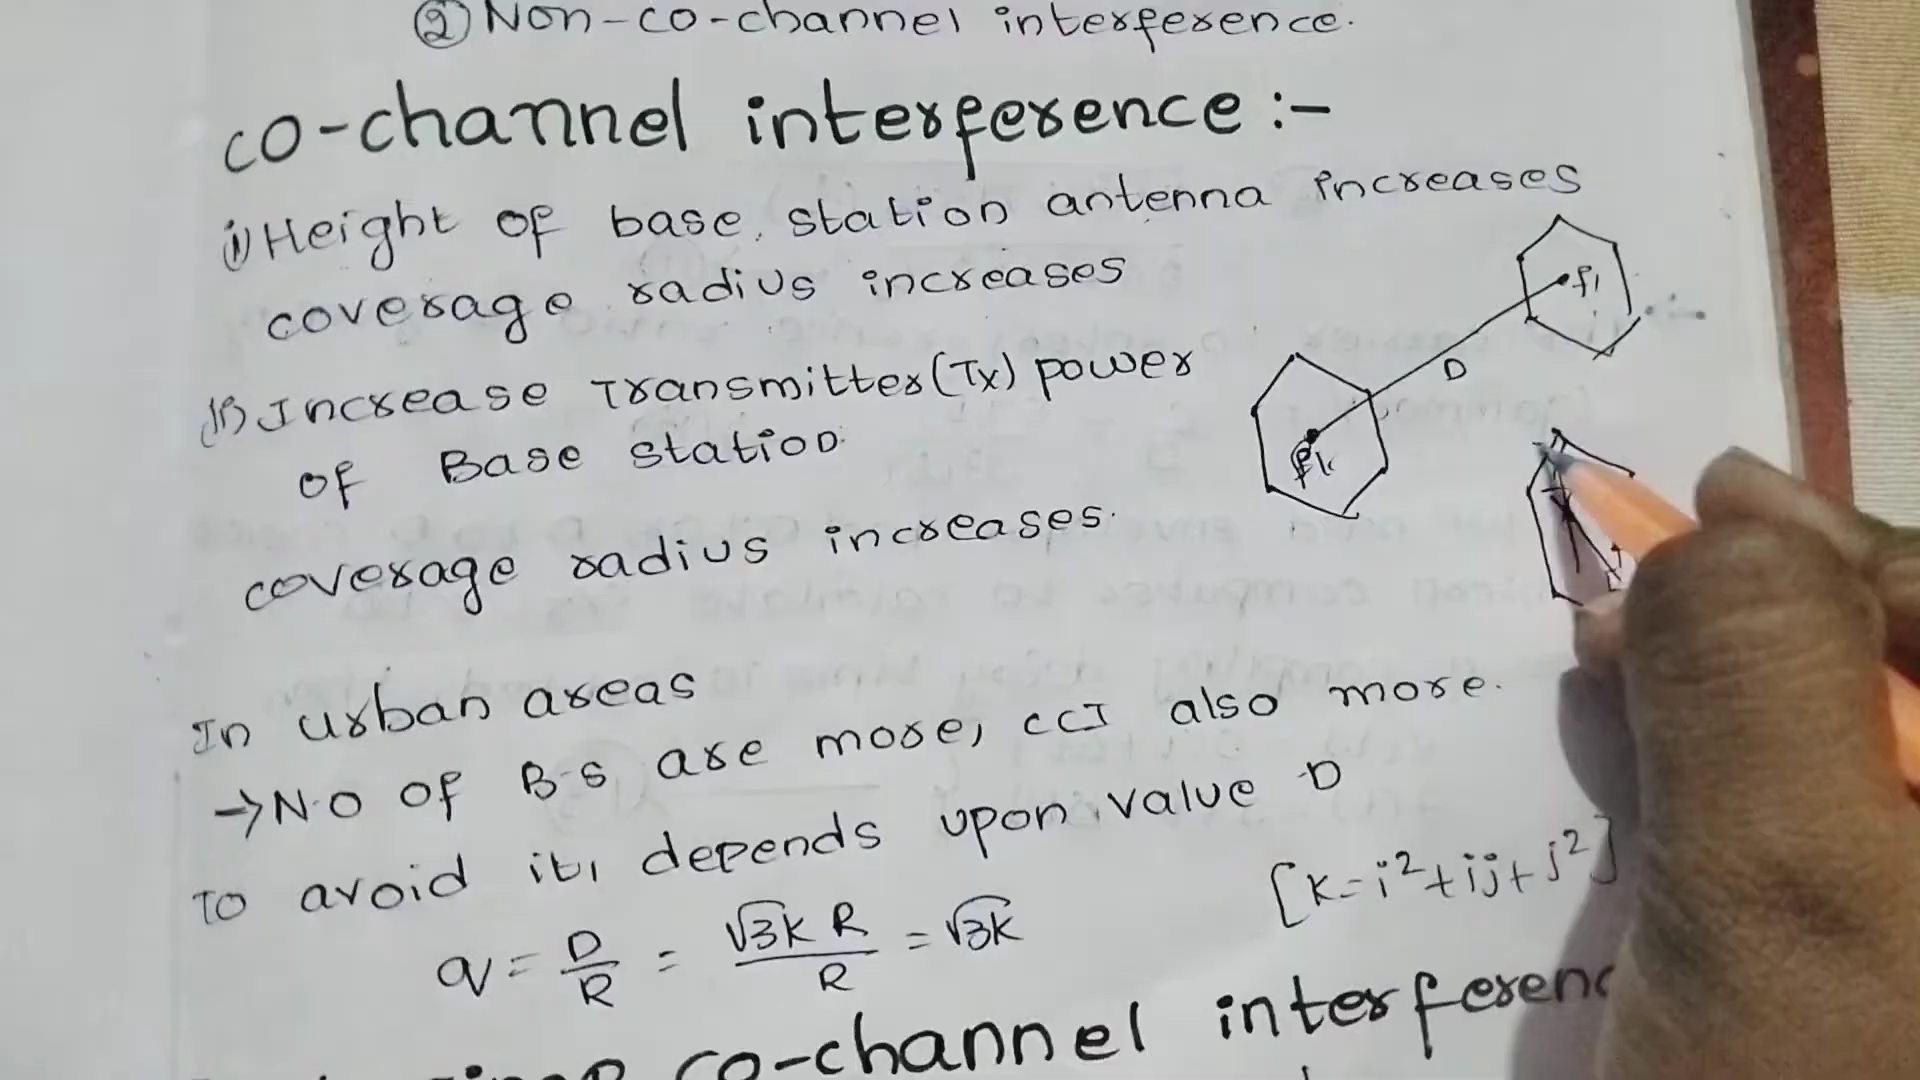 ② Non-co-channel interference.
co-channel interference:-
i) Height of base station antenna increases
coverage radius increases
ii) Increase Transmitter (Tx) power
of Base station
coverage radius increases.
f1
D
f1
In urban areas
→ N.O of B.S are more, CCI also more.
To avoid it, depends upon value D
q = D/R = √3K R / R = √3K
[K = i² + ij + j²]
co-channel interferenc